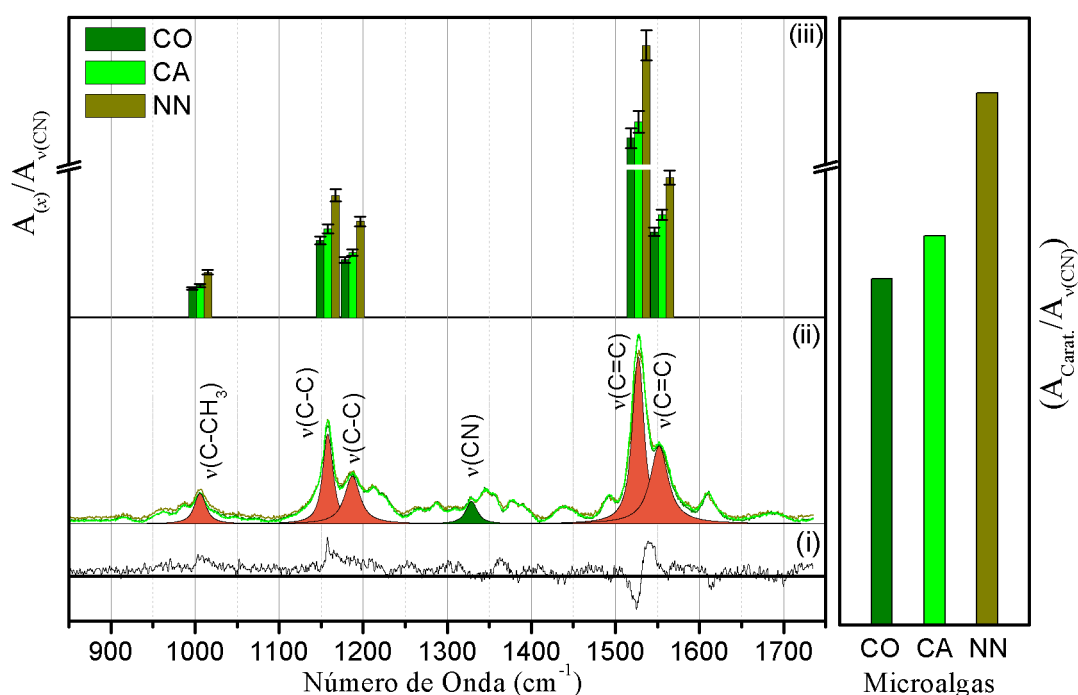 CO
CA
NN
(iii)
A(x)/Aν(CN)
(ii)
ν(C-CH3)
ν(C-C)
ν(C-C)
ν(CN)
ν(C=C)
ν(C=C)
(i)
900 1000 1100 1200 1300 1400 1500 1600 1700
Número de Onda (cm-1)
(ACarat./Aν(CN))
CO CA NN
Microalgas